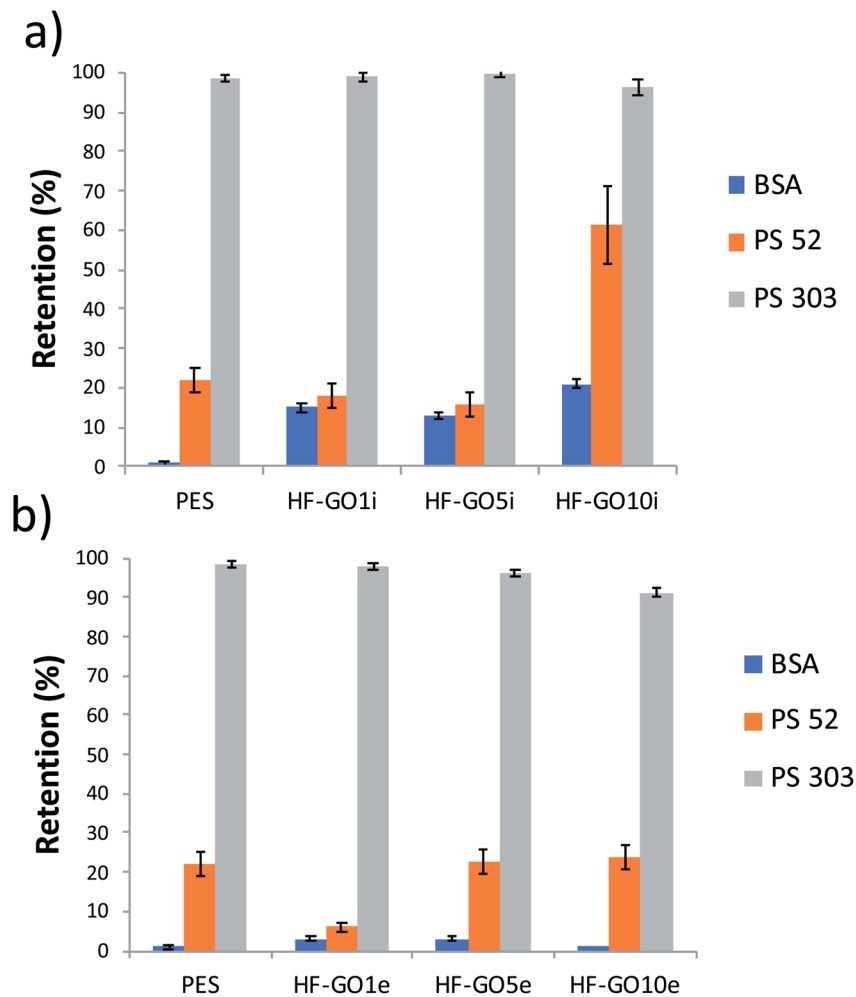 a)
Retention (%)
100
90
80
70
60
50
40
30
20
10
0
PES HF-GO1i HF-GO5i HF-GO10i
BSA
PS 52
PS 303
b)
Retention (%)
100
90
80
70
60
50
40
30
20
10
0
PES HF-GO1e HF-GO5e HF-GO10e
BSA
PS 52
PS 303